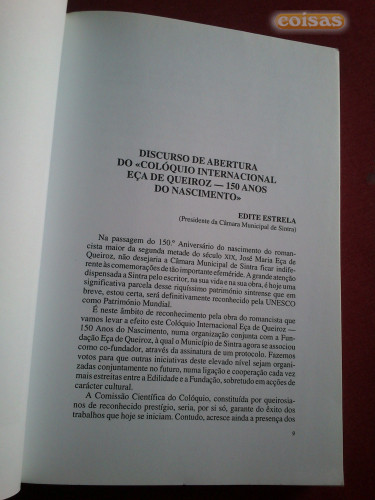 coisas
DISCURSO DE ABERTURA
DO «COLÓQUIO INTERNACIONAL
EÇA DE QUEIROZ — 150 ANOS
DO NASCIMENTO»
EDITE ESTRELA
(Presidente da Câmara Municipal de Sintra)
Na passagem do 150.º Aniversário do nascimento do roman-
cista maior da segunda metade do século XIX, José Maria Eça de
Queiroz, não desejaria a Câmara Municipal de Sintra ficar indife-
rente às comemorações de tão importante efeméride. A grande atenção
dispensada a Sintra pelo escritor, na sua vida e na sua obra, é hoje uma
significativa parcela desse riquíssimo património sintrense que em
breve, estou certa, será definitivamente reconhecido pela UNESCO
como Património Mundial.
É neste âmbito de reconhecimento pela obra do romancista que
vamos levar a efeito este Colóquio Internacional Eça de Queiroz —
150 Anos do Nascimento, numa organização conjunta com a Fun-
dação Eça de Queiroz, à qual o Município de Sintra agora se associou
como co-fundador, através da assinatura de um protocolo. Fazemos
votos para que outras iniciativas deste elevado nível sejam organi-
zadas conjuntamente no futuro, numa ligação e cooperação cada vez
mais estreitas entre a Edilidade e a Fundação, sobretudo em acções de
carácter cultural.
A Comissão Científica do Colóquio, constituída por queirosia-
nos de reconhecido prestígio, seria, por si só, garante do êxito dos
trabalhos que hoje se iniciam. Contudo, acresce ainda a presença dos